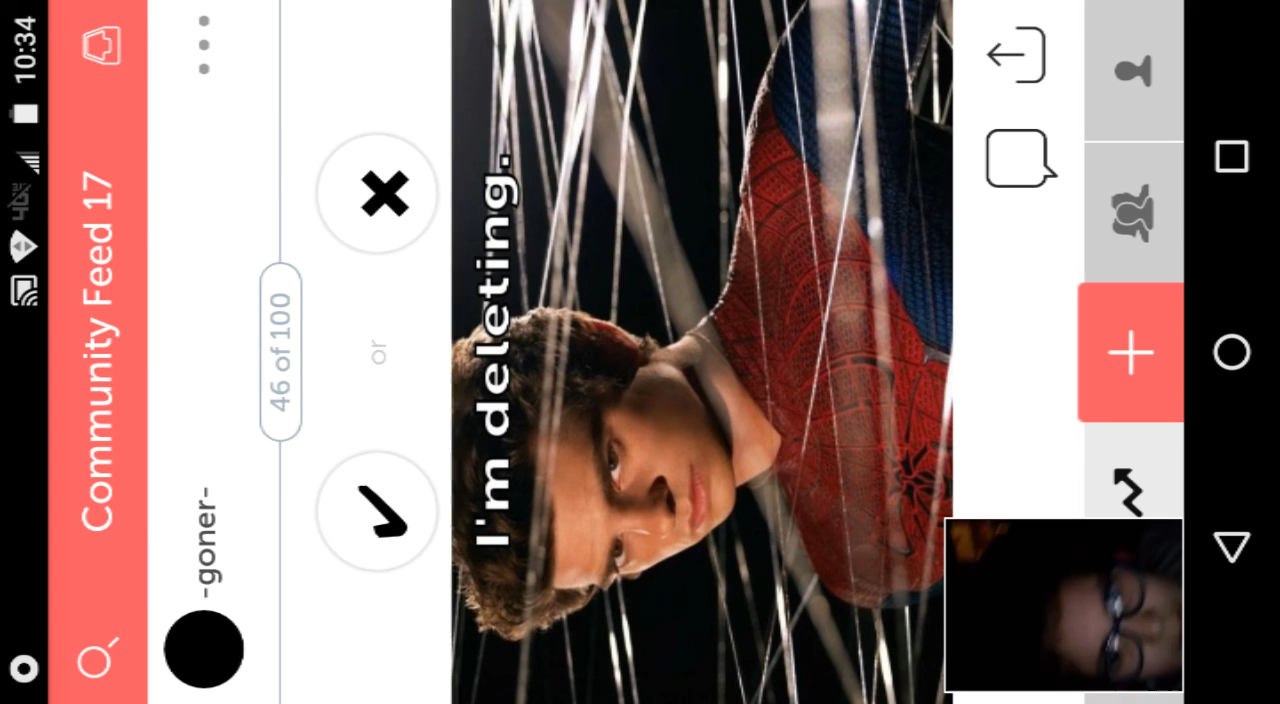 10:34
Community Feed 17
-goner-
46 of 100
or
I'm deleting.